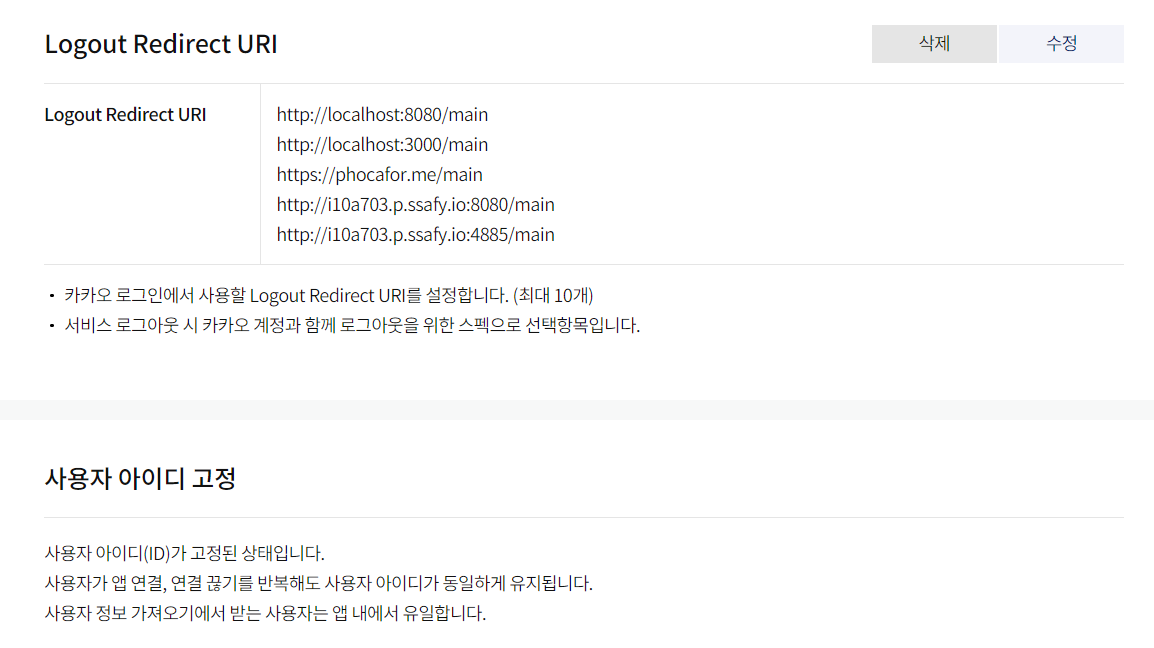 Logout Redirect URI
삭제
수정
Logout Redirect URI
http://localhost:8080/main
http://localhost:3000/main
https://phocafor.me/main
http://i10a703.p.ssafy.io:8080/main
http://i10a703.p.ssafy.io:4885/main
• 카카오 로그인에서 사용할 Logout Redirect URI를 설정합니다. (최대 10개)
• 서비스 로그아웃 시 카카오 계정과 함께 로그아웃을 위한 스펙으로 선택항목입니다.
사용자 아이디 고정
사용자 아이디(ID)가 고정된 상태입니다.
사용자가 앱 연결, 연결 끊기를 반복해도 사용자 아이디가 동일하게 유지됩니다.
사용자 정보 가져오기에서 받는 사용자는 앱 내에서 유일합니다.